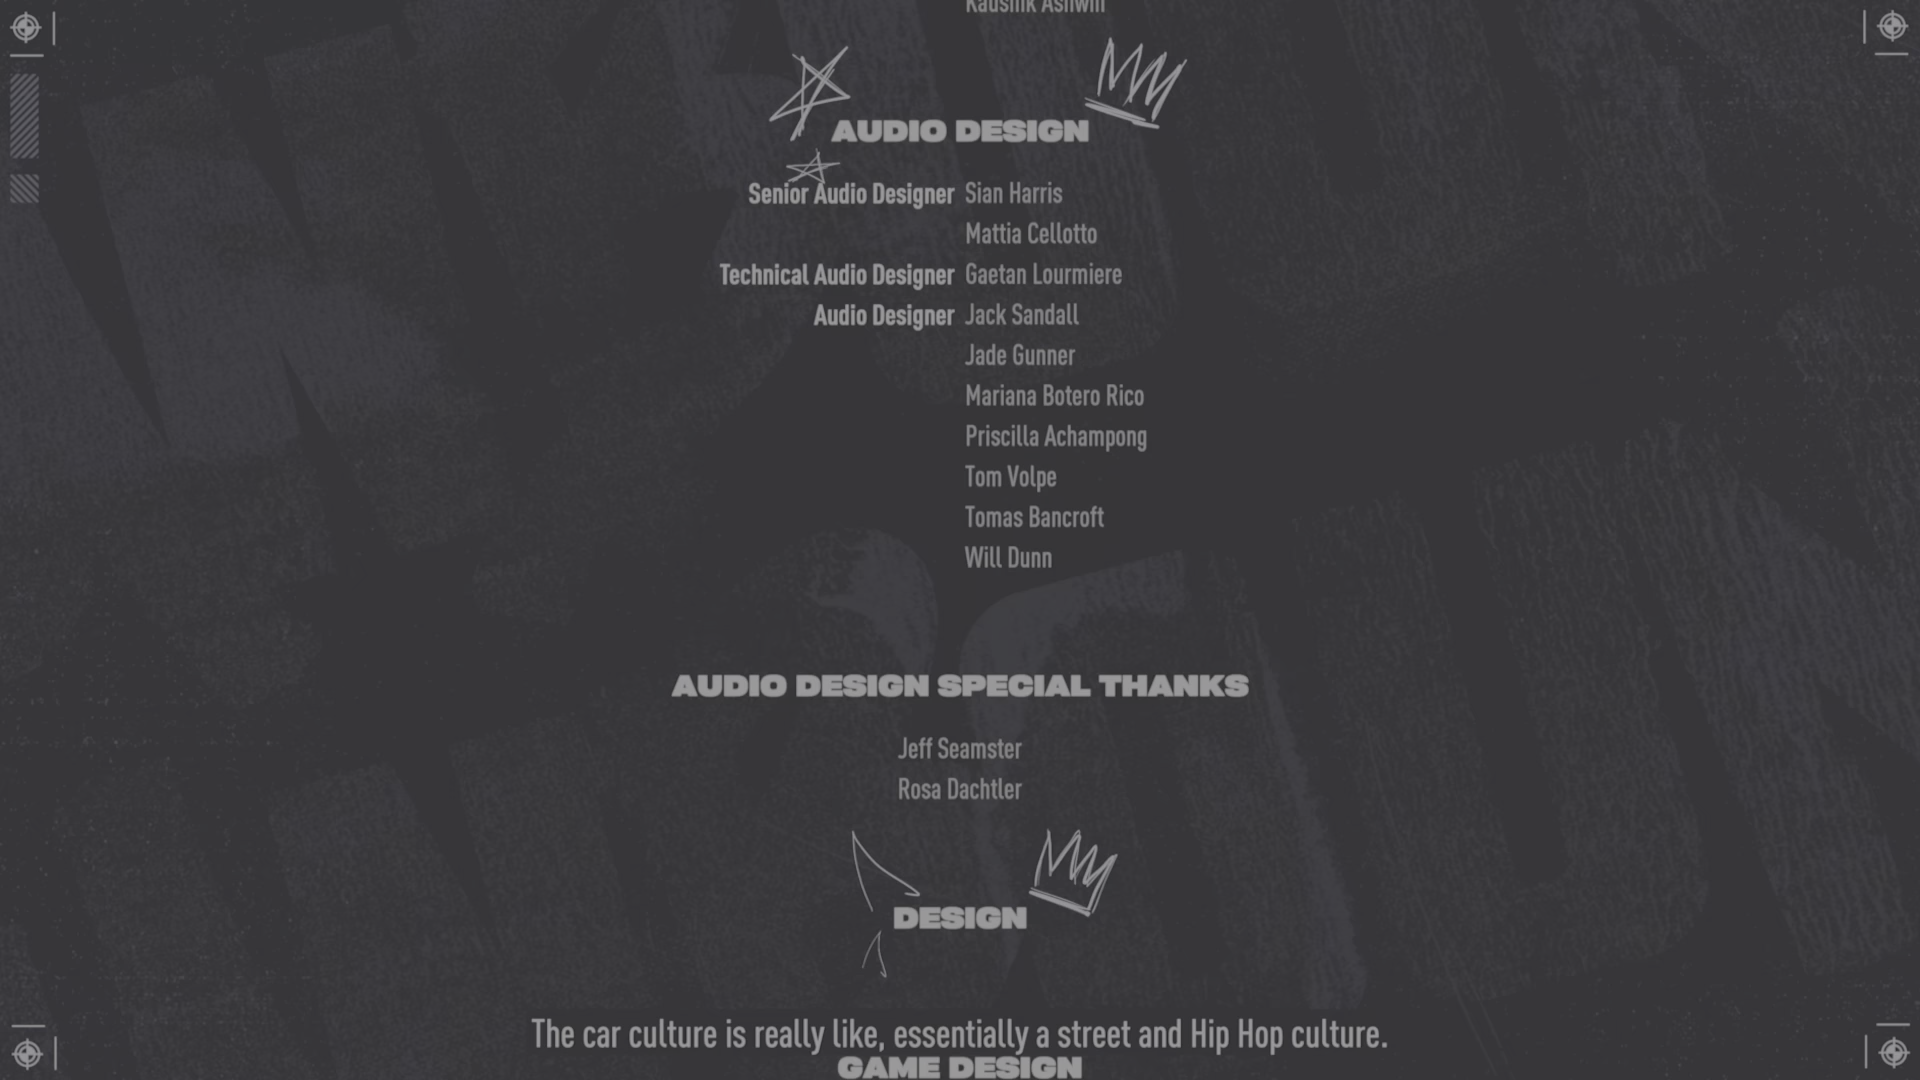 Kaushik Ashwin
AUDIO DESIGN
Senior Audio Designer Sian Harris
Mattia Cellotto
Technical Audio Designer Gaetan Lourmiere
Audio Designer Jack Sandall
Jade Gunner
Mariana Botero Rico
Priscilla Achampong
Tom Volpe
Tomas Bancroft
Will Dunn
AUDIO DESIGN SPECIAL THANKS
Jeff Seamster
Rosa Dachtler
DESIGN
The car culture is really like, essentially a street and Hip Hop culture.
GAME DESIGN